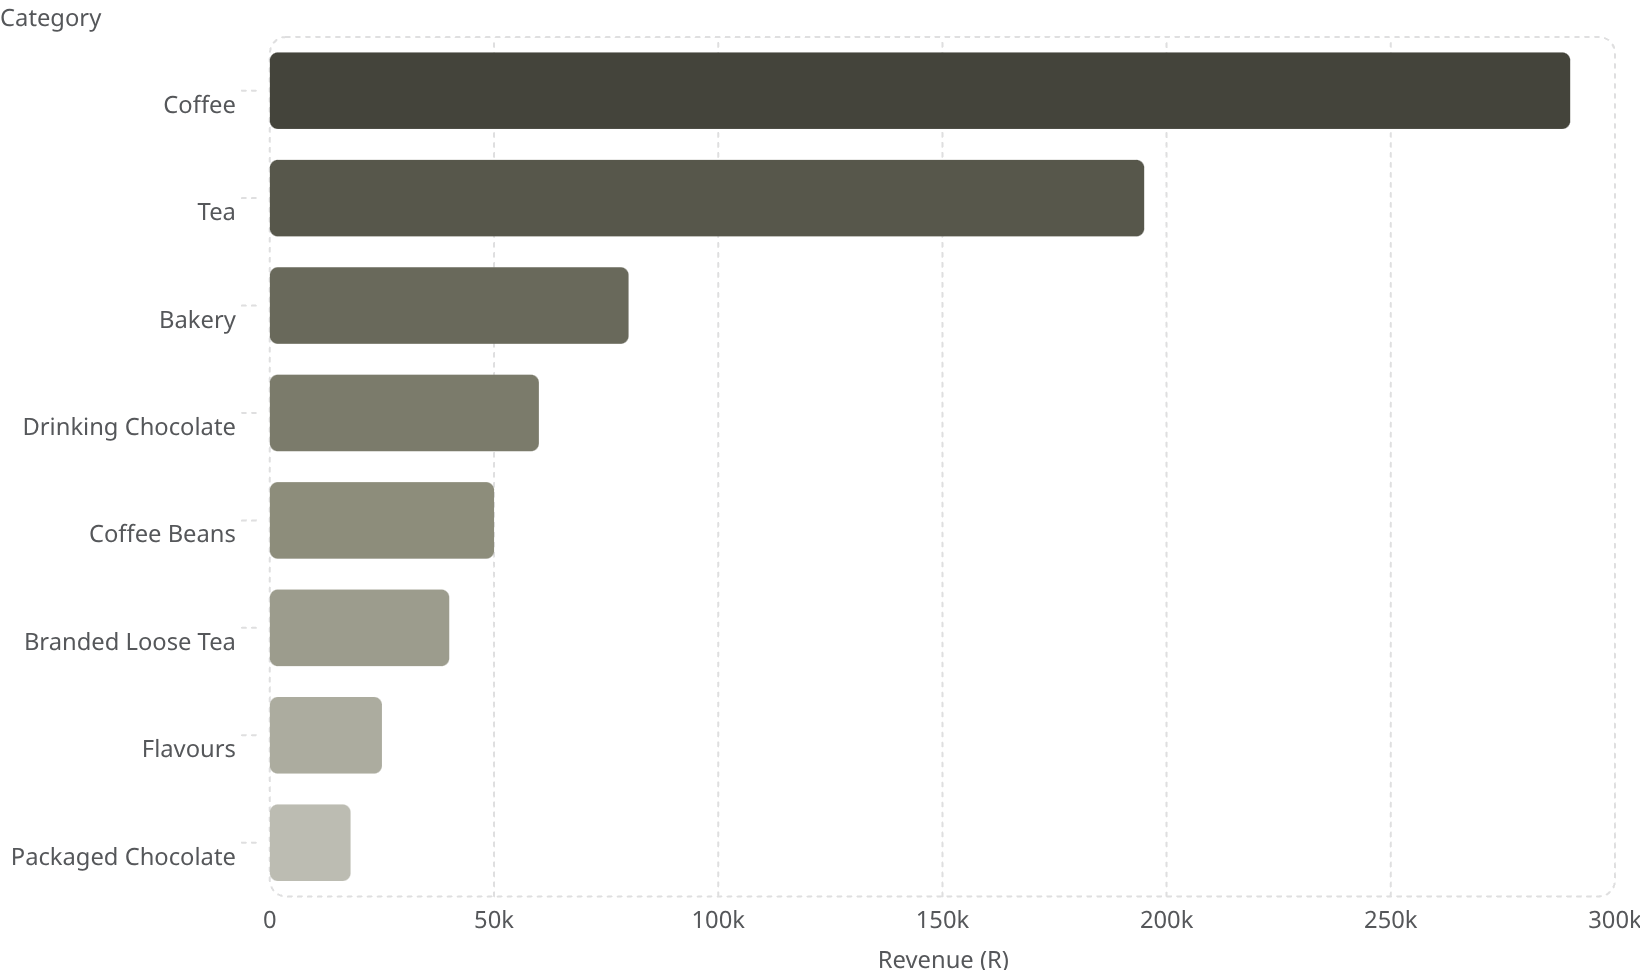 Category
Coffee
Tea
Bakery
Drinking Chocolate
Coffee Beans
Branded Loose Tea
Flavours
Packaged Chocolate
0 50k 100k 150k 200k 250k 300k
Revenue (R)